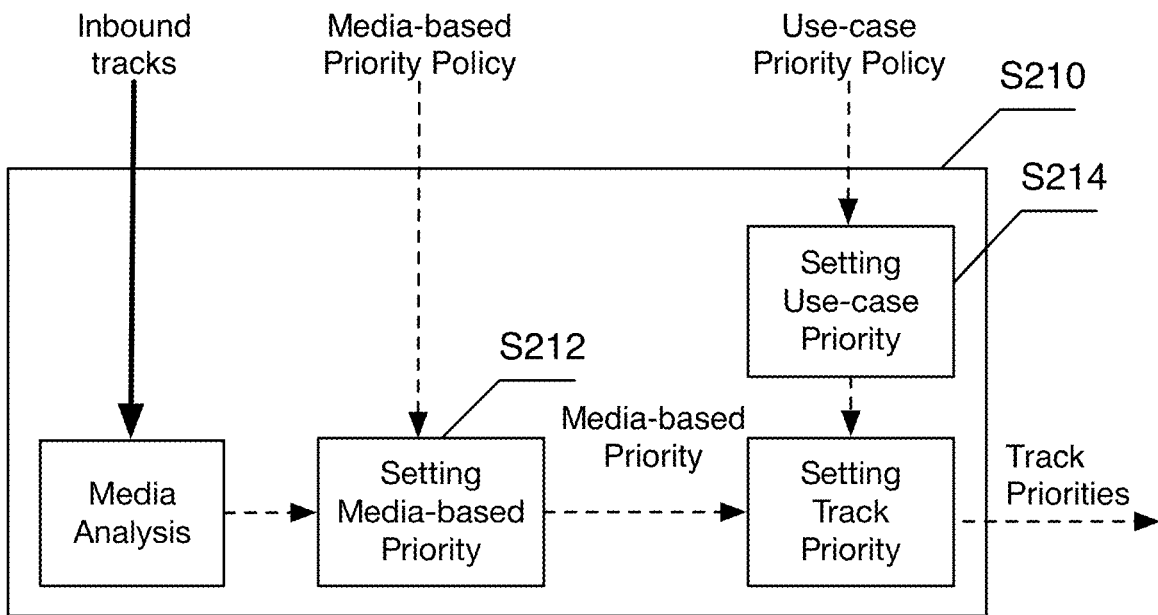 Inbound
tracks
Media-based
Priority Policy
Use-case
Priority Policy
S210
S214
Setting
Use-case
Priority
S212
Media-based
Priority
Media
Analysis
Setting
Media-based
Priority
Setting
Track
Priority
Track
Priorities